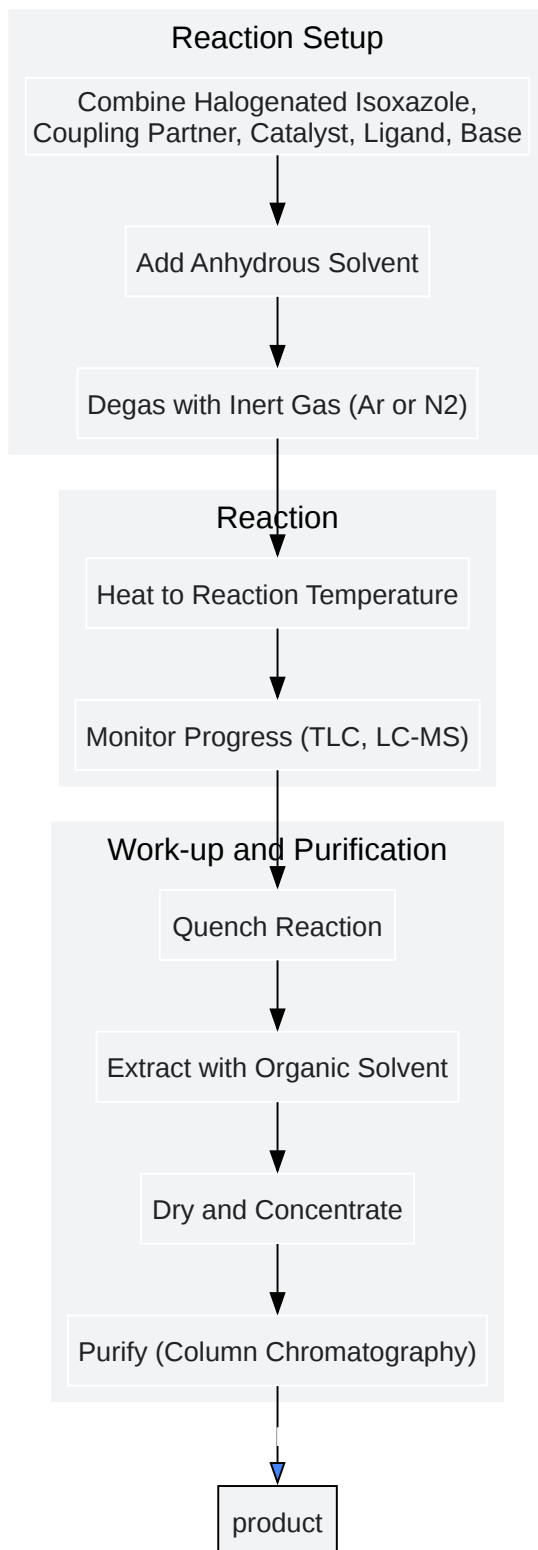 Reaction Setup
Combine Halogenated Isoxazole,
Coupling Partner, Catalyst, Ligand, Base
Add Anhydrous Solvent
Degas with Inert Gas (Ar or N2)
Reaction
Heat to Reaction Temperature
Monitor Progress (TLC, LC-MS)
Work-up and Purification
Quench Reaction
Extract with Organic Solvent
Dry and Concentrate
Purify (Column Chromatography)
product